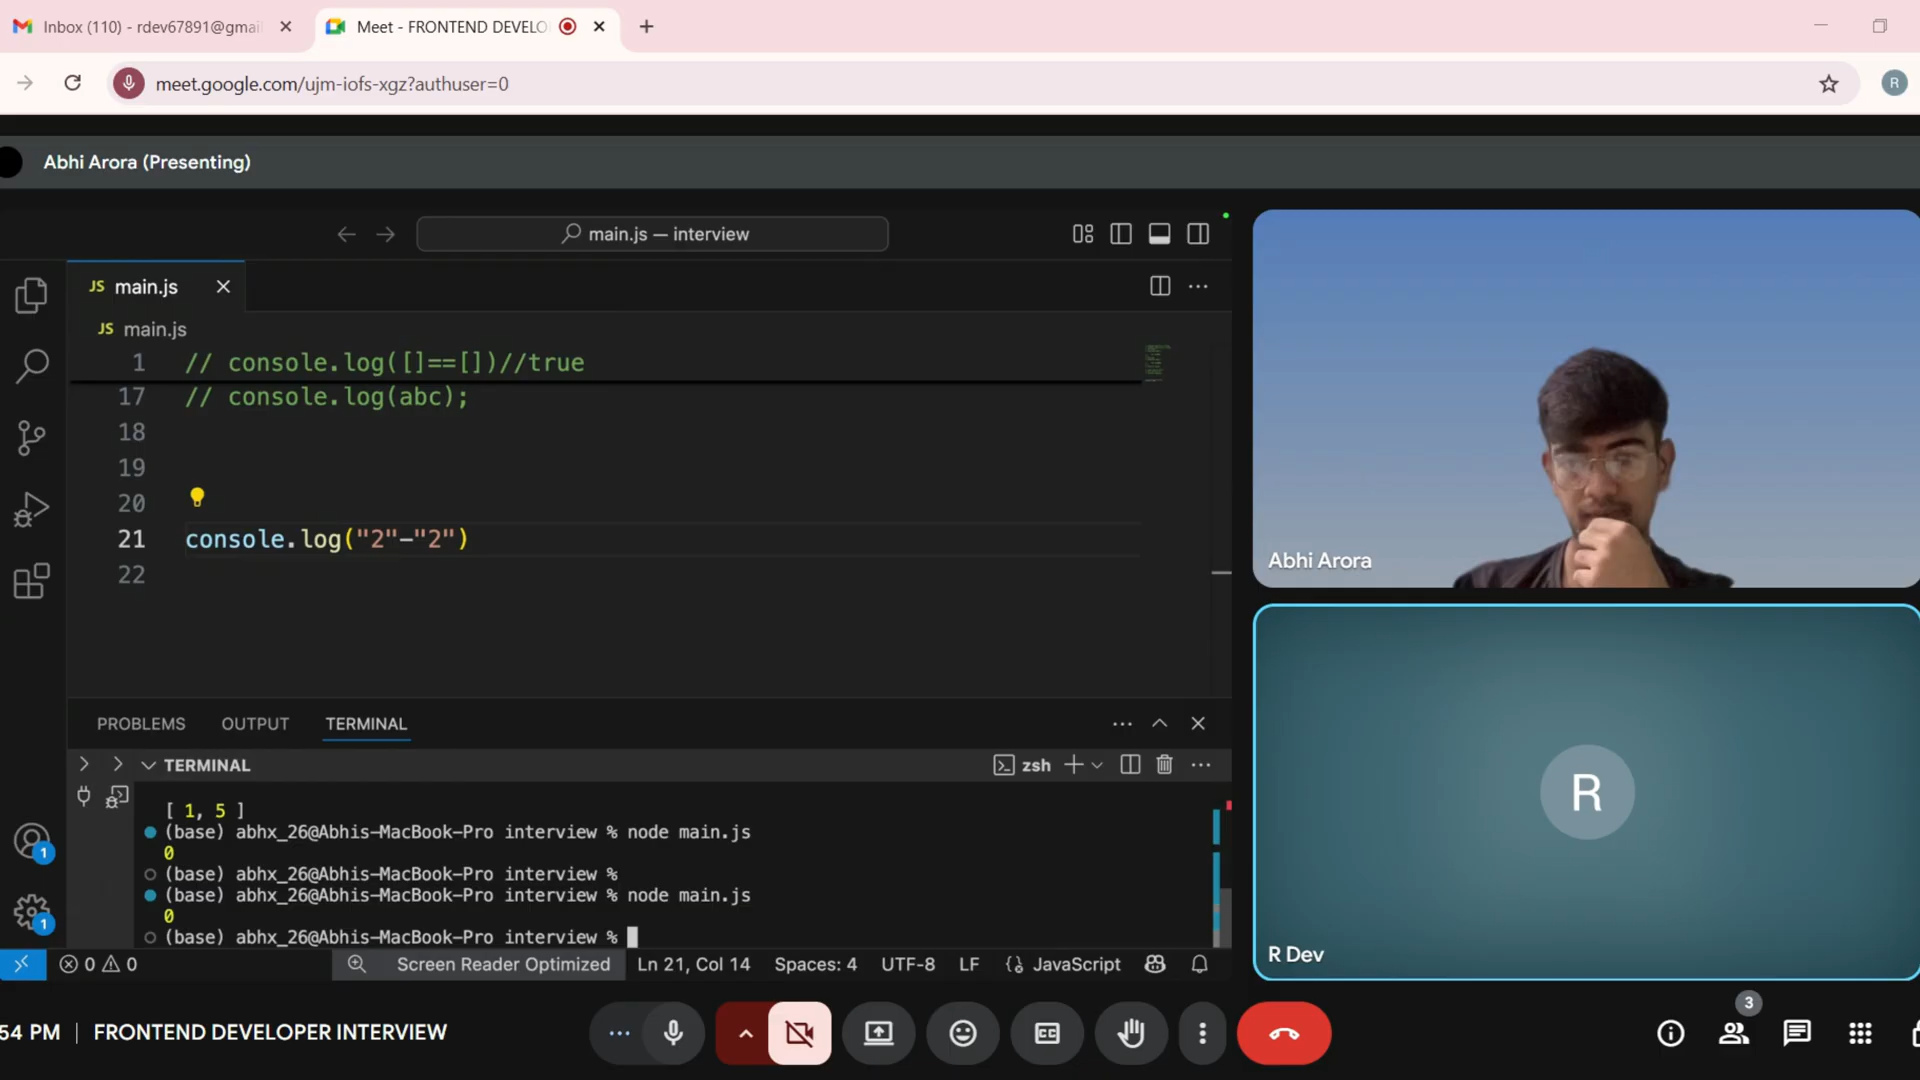 Inbox (110) - rdev67891@gmai
Meet - FRONTEND DEVELO
meet.google.com/ujm-iofs-xgz?authuser=0
R
Abhi Arora (Presenting)
main.js — interview
JS main.js
JS main.js
1 // console.log([]==[])//true
17 // console.log(abc);
18
19
20
21 console.log("2"-"2")
22
PROBLEMS OUTPUT TERMINAL
TERMINAL
zsh
[ 1, 5 ]
(base) abhx_26@Abhis-MacBook-Pro interview % node main.js
0
(base) abhx_26@Abhis-MacBook-Pro interview %
(base) abhx_26@Abhis-MacBook-Pro interview % node main.js
0
(base) abhx_26@Abhis-MacBook-Pro interview %
1
1
0 0
Screen Reader Optimized Ln 21, Col 14 Spaces: 4 UTF-8 LF {} JavaScript
Abhi Arora
R
R Dev
54 PM | FRONTEND DEVELOPER INTERVIEW
CC
3